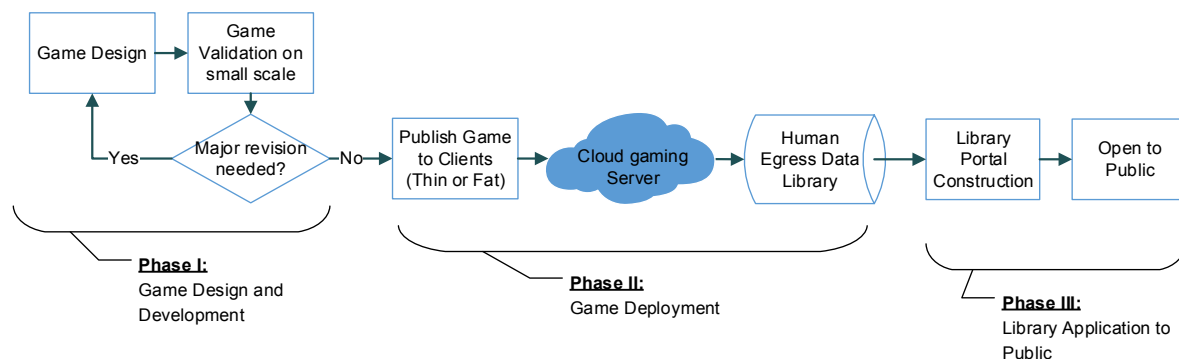 Game Design
Game
Validation on
small scale
Major revision
needed?
Yes
No
Publish Game
to Clients
(Thin or Fat)
Cloud gaming
Server
Human
Egress Data
Library
Library
Portal
Construction
Open to
Public
Phase I:
Game Design and
Development
Phase II:
Game Deployment
Phase III:
Library Application to
Public